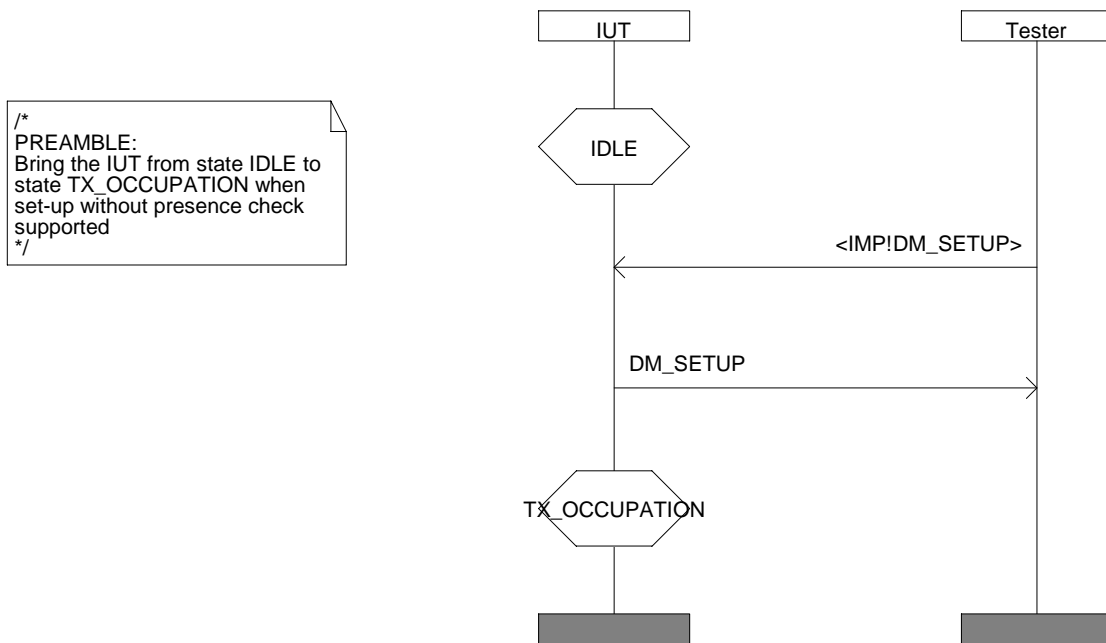 IUT
Tester
/*
PREAMBLE:
Bring the IUT from state IDLE to
state TX_OCCUPATION when
set-up without presence check
supported
*/
IDLE
<IMP!DM_SETUP>
DM_SETUP
TX_OCCUPATION